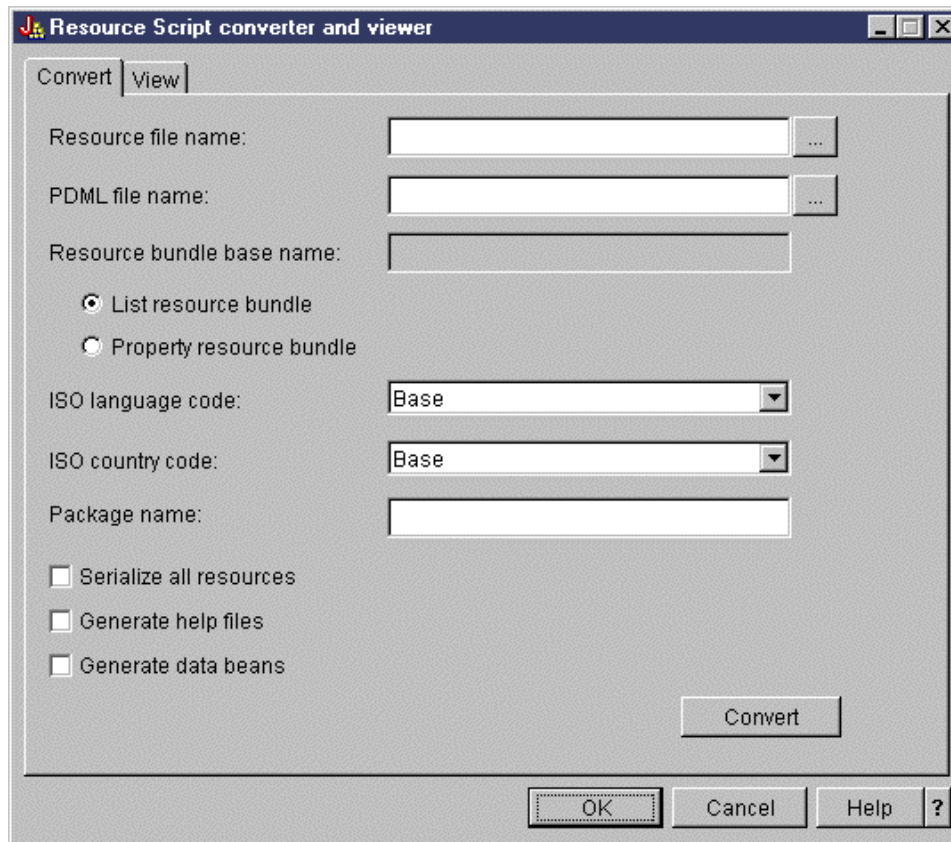 Resource Script converter and viewer
Convert View
Resource file name: ...
PDML file name: ...
Resource bundle base name:
List resource bundle
Property resource bundle
ISO language code: Base
ISO country code: Base
Package name:
Serialize all resources
Generate help files
Generate data beans
Convert
OK Cancel Help ?